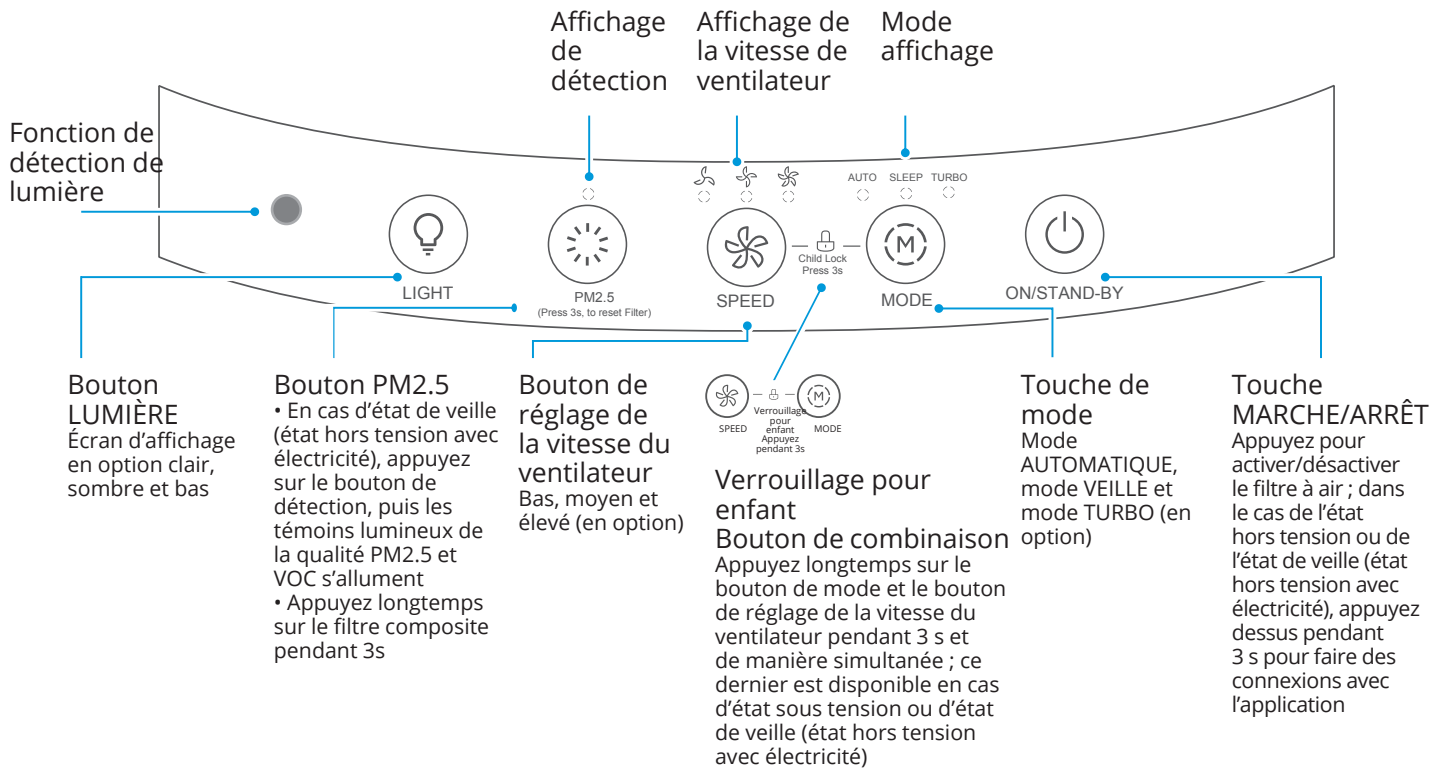 Affichage
de
détection
Affichage de
la vitesse de
ventilateur
Mode
affichage
Fonction de
détection de
lumière
AUTO SLEEP TURBO
Child Lock
Press 3s
LIGHT
PM2.5
(Press 3s, to reset Filter)
SPEED
M
MODE
ON/STAND-BY
Bouton
LUMIÈRE
Écran d’affichage
en option clair,
sombre et bas
Bouton PM2.5
• En cas d’état de veille
(état hors tension avec
électricité), appuyez
sur le bouton de
détection, puis les
témoins lumineux de
la qualité PM2.5 et
VOC s’allument
• Appuyez longtemps
sur le filtre composite
pendant 3s
Bouton de
réglage de
la vitesse du
ventilateur
Bas, moyen et
élevé (en option)
SPEED
Verrouillage
pour
enfant
Appuyez
pendant 3s
M
MODE
Verrouillage pour
enfant
Bouton de combinaison
Appuyez longtemps sur le
bouton de mode et le bouton
de réglage de la vitesse du
ventilateur pendant 3 s et
de manière simultanée ; ce
dernier est disponible en cas
d’état sous tension ou d’état
de veille (état hors tension
avec électricité)
Touche de
mode
Mode
AUTOMATIQUE,
mode VEILLE et
mode TURBO (en
option)
Touche
MARCHE/ARRÊT
Appuyez pour
activer/désactiver
le filtre à air ; dans
le cas de l’état
hors tension ou de
l’état de veille (état
hors tension avec
électricité), appuyez
dessus pendant
3 s pour faire des
connexions avec
l’application